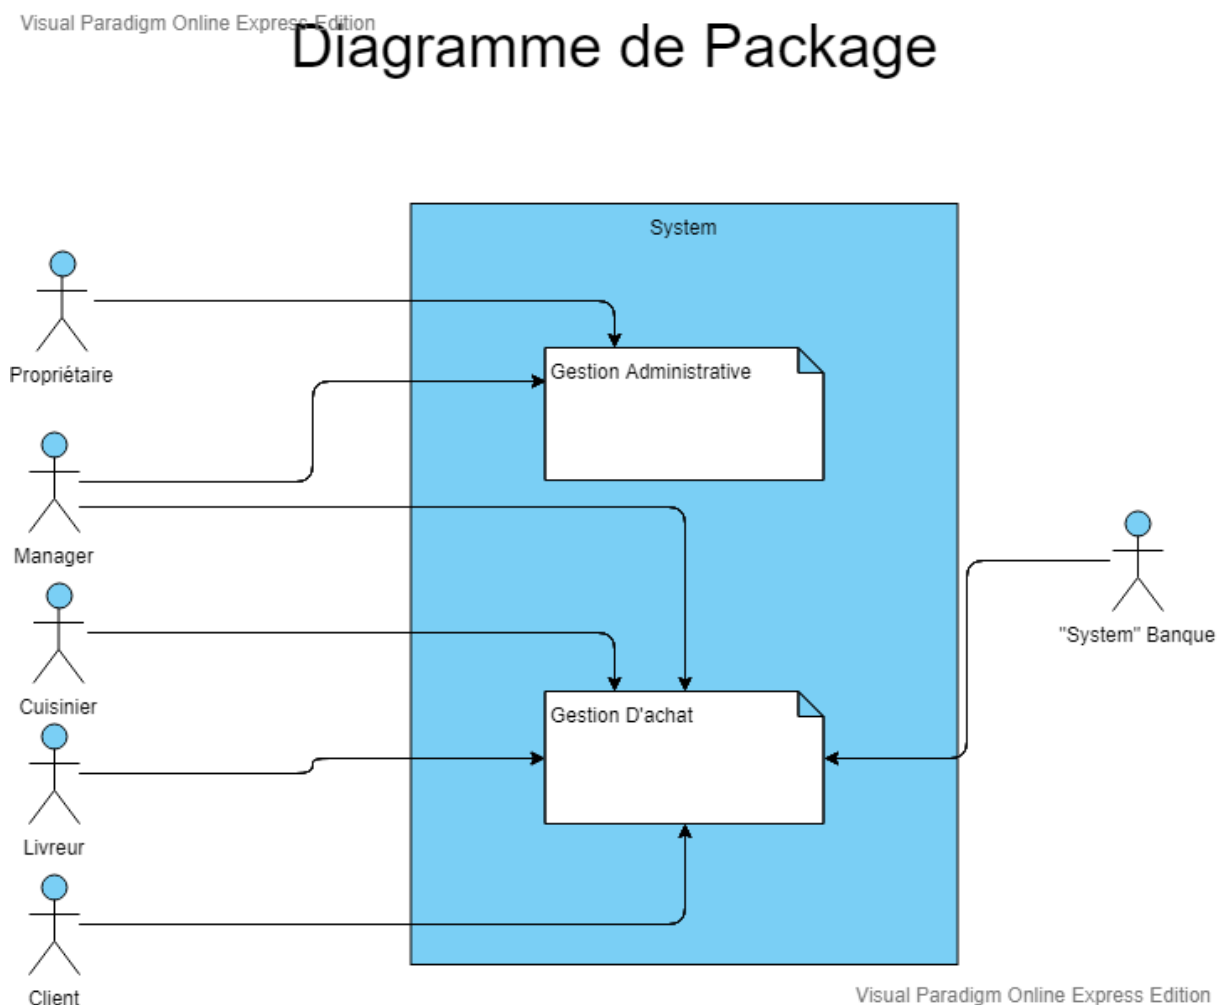 Visual Paradigm Online Express Edition
Diagramme de Package
System
Propriétaire
Gestion Administrative
Manager
"System" Banque
Cuisinier
Gestion D'achat
Livreur
Client
Visual Paradigm Online Express Edition